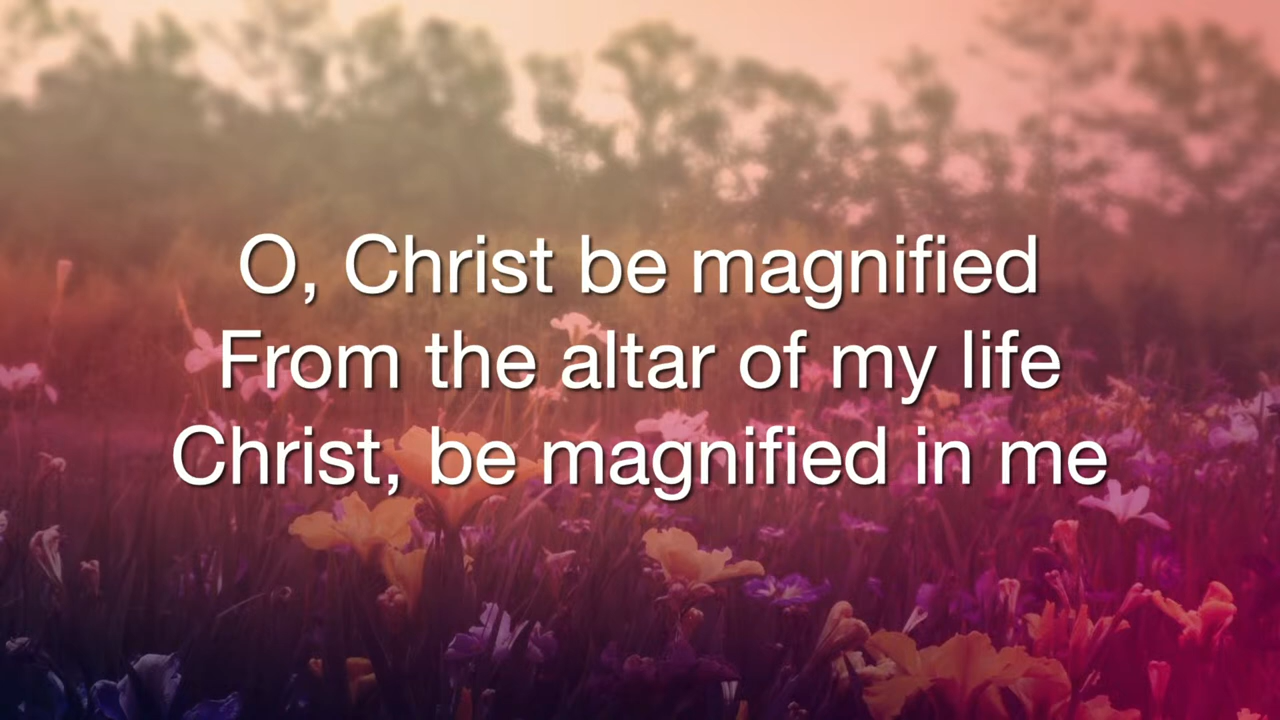 O, Christ be magnified
From the altar of my life
Christ, be magnified in me